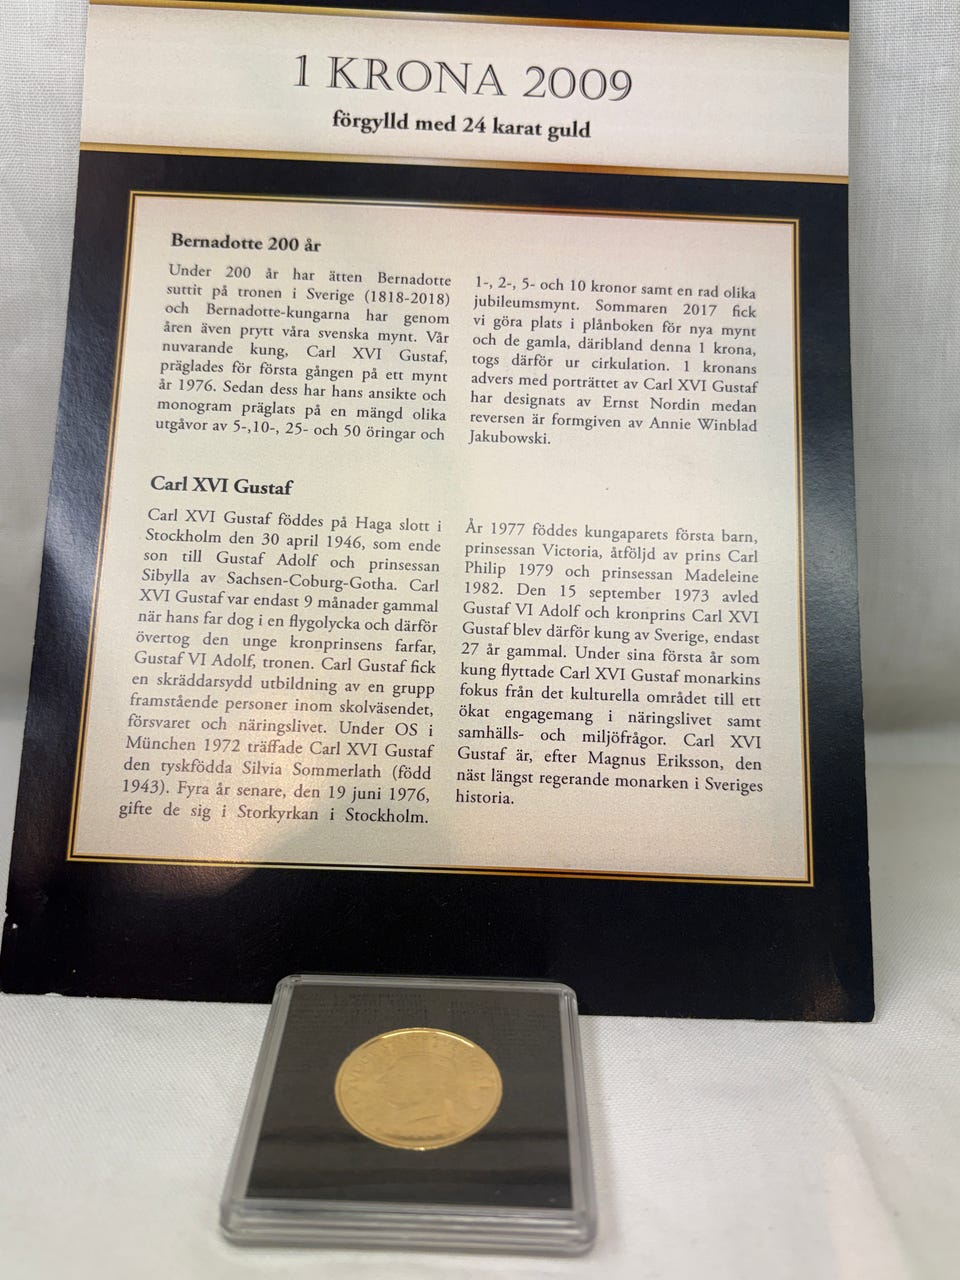 1 KRONA 2009
förgylld med 24 karat guld
Bernadotte 200 år
Under 200 år har ätten Bernadotte
suttit på tronen i Sverige (1818-2018)
och Bernadotte-kungarna har genom
åren även prytt våra svenska mynt. Vår
nuvarande kung, Carl XVI Gustaf,
präglades för första gången på ett mynt
år 1976. Sedan dess har hans ansikte och
monogram präglats på en mängd olika
utgåvor av 5-,10-, 25- och 50 öringar och
1-, 2-, 5- och 10 kronor samt en rad olika
jubileumsmynt. Sommaren 2017 fick
vi göra plats i plånboken för nya mynt
och de gamla, däribland denna 1 krona,
togs därför ur cirkulation. 1 kronans
advers med porträttet av Carl XVI Gustaf
har designats av Ernst Nordin medan
reversen är formgiven av Annie Winblad
Jakubowski.
Carl XVI Gustaf
Carl XVI Gustaf föddes på Haga slott i
Stockholm den 30 april 1946, som ende
son till Gustaf Adolf och prinsessan
Sibylla av Sachsen-Coburg-Gotha. Carl
XVI Gustaf var endast 9 månader gammal
när hans far dog i en flygolycka och därför
övertog den unge kronprinsens farfar,
Gustaf VI Adolf, tronen. Carl Gustaf fick
en skräddarsydd utbildning av en grupp
framstående personer inom skolväsendet,
försvaret och näringslivet. Under OS i
München 1972 träffade Carl XVI Gustaf
den tyskfödda Silvia Sommerlath (född
1943). Fyra år senare, den 19 juni 1976,
gifte de sig i Storkyrkan i Stockholm.
År 1977 föddes kungaparets första barn,
prinsessan Victoria, åtföljd av prins Carl
Philip 1979 och prinsessan Madeleine
1982. Den 15 september 1973 avled
Gustaf VI Adolf och kronprins Carl XVI
Gustaf blev därför kung av Sverige, endast
27 år gammal. Under sina första år som
kung flyttade Carl XVI Gustaf monarkins
fokus från det kulturella området till ett
ökat engagemang i näringslivet samt
samhälls- och miljöfrågor. Carl XVI
Gustaf är, efter Magnus Eriksson, den
näst längst regerande monarken i Sveriges
historia.